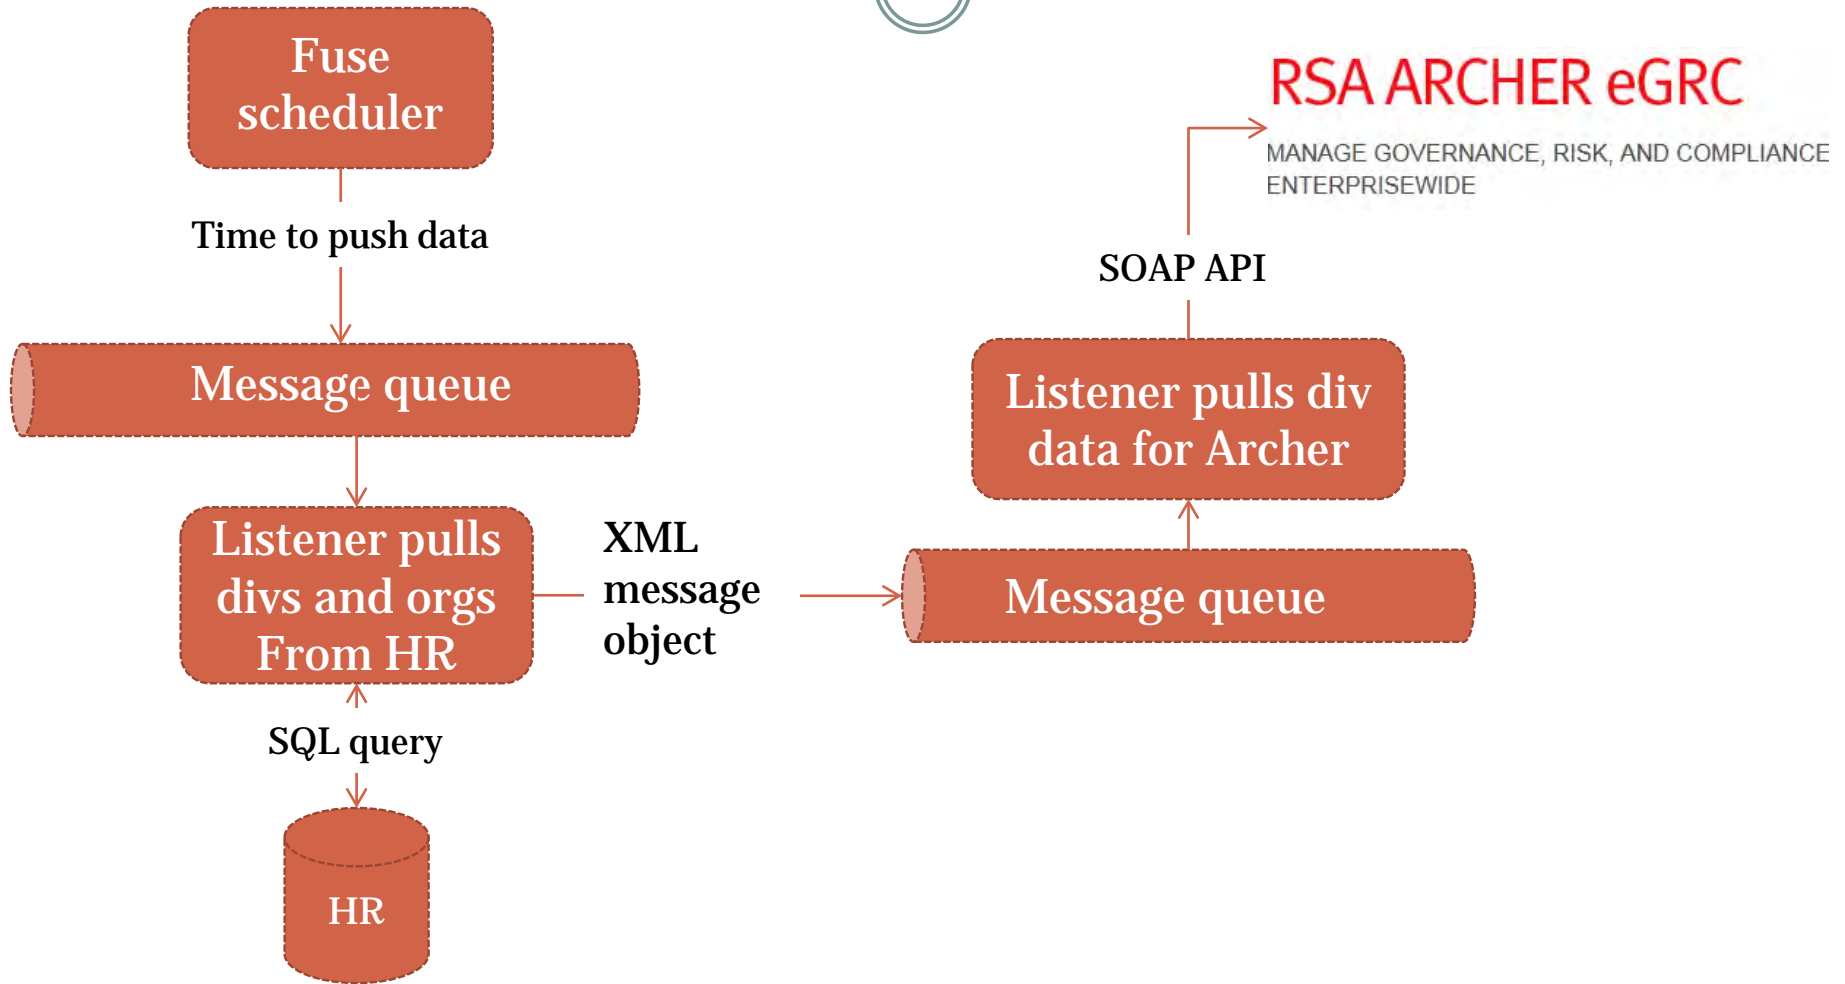 Fuse
scheduler
Time to push data
Message queue
Listener pulls
divs and orgs
From HR
SQL query
HR
XML
message
object
Message queue
Listener pulls div
data for Archer
SOAP API
RSA ARCHER eGRC
MANAGE GOVERNANCE, RISK, AND COMPLIANCE
ENTERPRISEWIDE